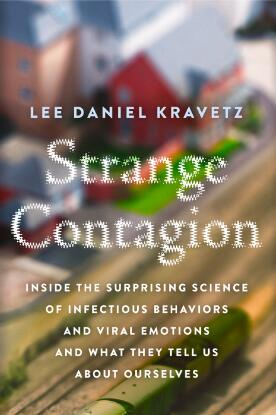 LEE DANIEL KRAVETZ
Strange
Contagion
INSIDE THE SURPRISING SCIENCE
OF INFECTIOUS BEHAVIORS
AND VIRAL EMOTIONS
AND WHAT THEY TELL US
ABOUT OURSELVES